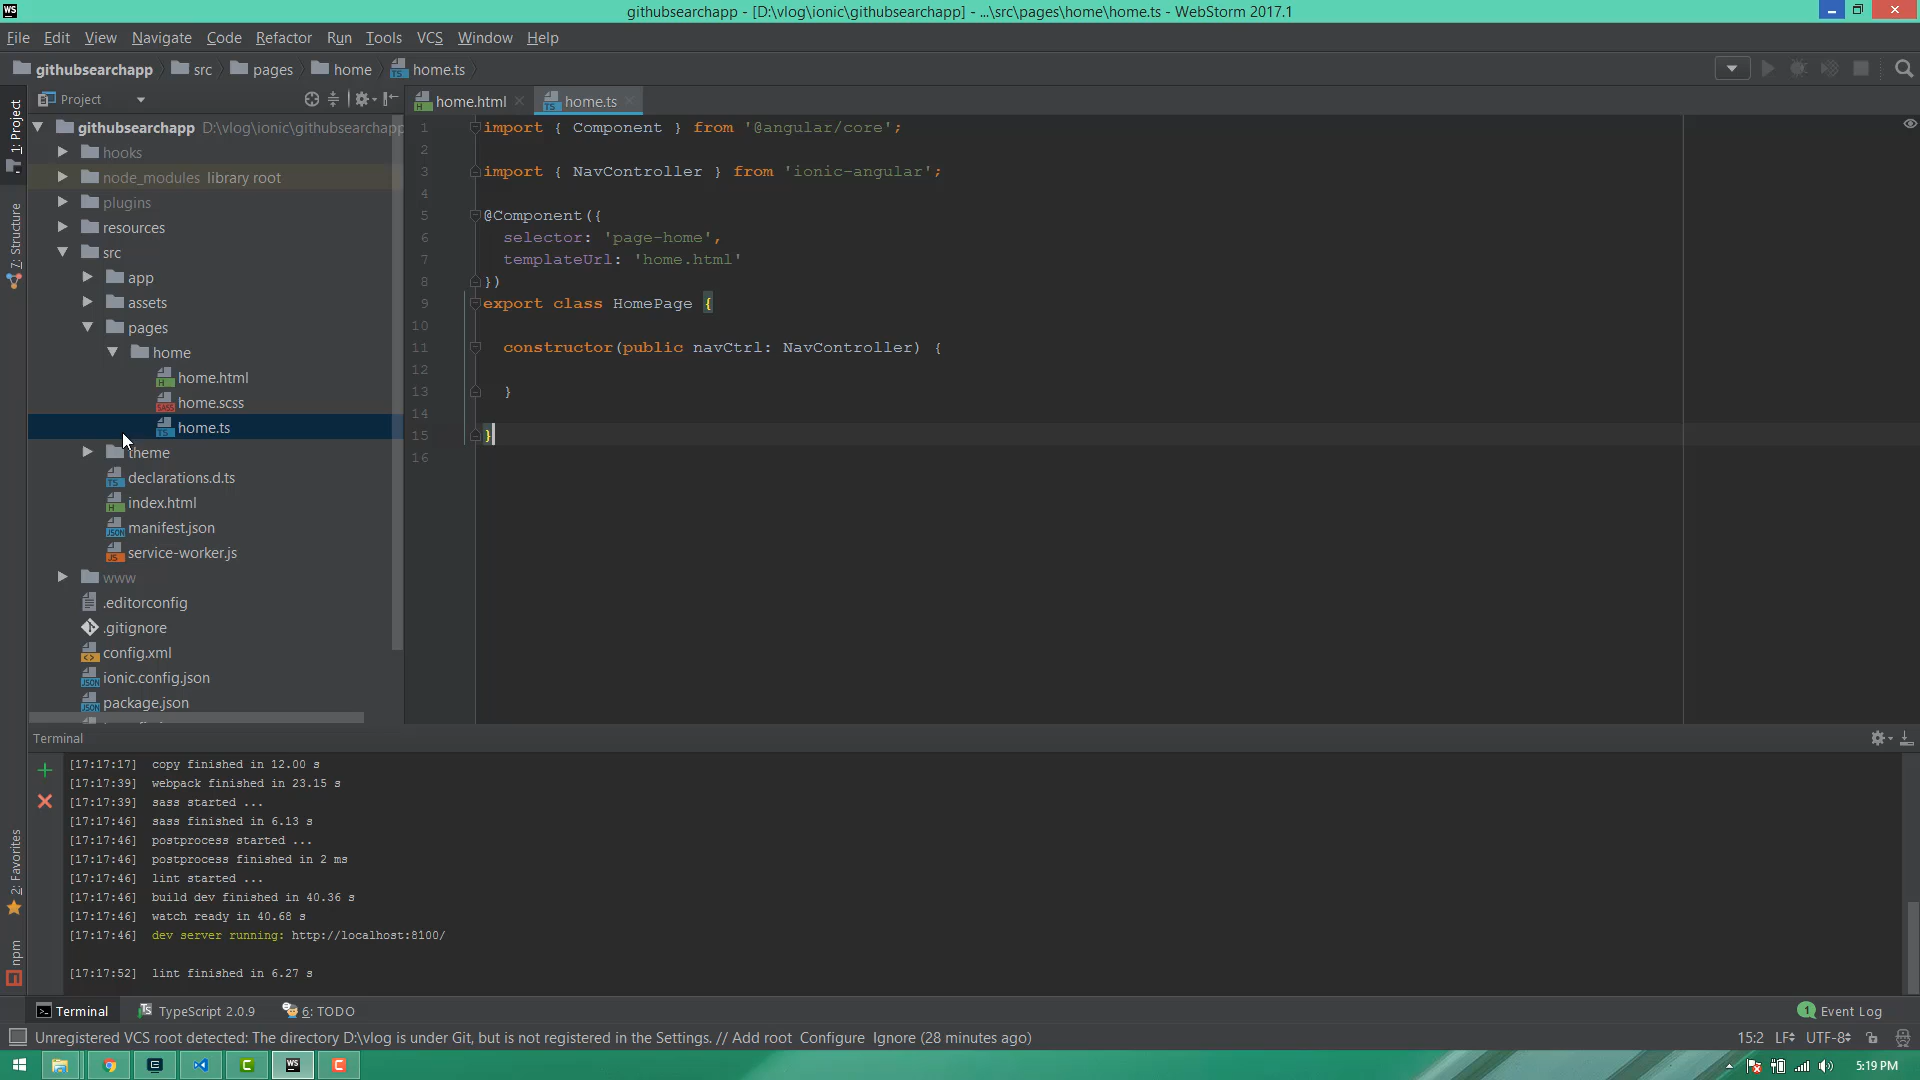 githubsearchapp - [D:\vlog\ionic\githubsearchapp] - ...\src\pages\home\home.ts - WebStorm 2017.1
File Edit View Navigate Code Refactor Run Tools VCS Window Help
githubsearchapp src pages home home.ts
1: Project
Z: Structure
2: Favorites
npm
Project
githubsearchapp D:\vlog\ionic\githubsearchapp
hooks
node_modules library root
plugins
resources
src
app
assets
pages
home
home.html
home.scss
home.ts
theme
declarations.d.ts
index.html
manifest.json
service-worker.js
www
.editorconfig
.gitignore
config.xml
ionic.config.json
package.json
home.html home.ts
1 import { Component } from '@angular/core';
2
3 import { NavController } from 'ionic-angular';
4
5 @Component({
6 selector: 'page-home',
7 templateUrl: 'home.html'
8 })
9 export class HomePage {
10
11 constructor(public navCtrl: NavController) {
12
13 }
14
15 }
16
Terminal
[17:17:17] copy finished in 12.00 s
[17:17:39] webpack finished in 23.15 s
[17:17:39] sass started ...
[17:17:46] sass finished in 6.13 s
[17:17:46] postprocess started ...
[17:17:46] postprocess finished in 2 ms
[17:17:46] lint started ...
[17:17:46] build dev finished in 40.36 s
[17:17:46] watch ready in 40.68 s
[17:17:46] dev server running: http://localhost:8100/
[17:17:52] lint finished in 6.27 s
Terminal TypeScript 2.0.9 6: TODO 1 Event Log
Unregistered VCS root detected: The directory D:\vlog is under Git, but is not registered in the Settings. // Add root Configure Ignore (28 minutes ago) 15:2 LF UTF-8
5:19 PM